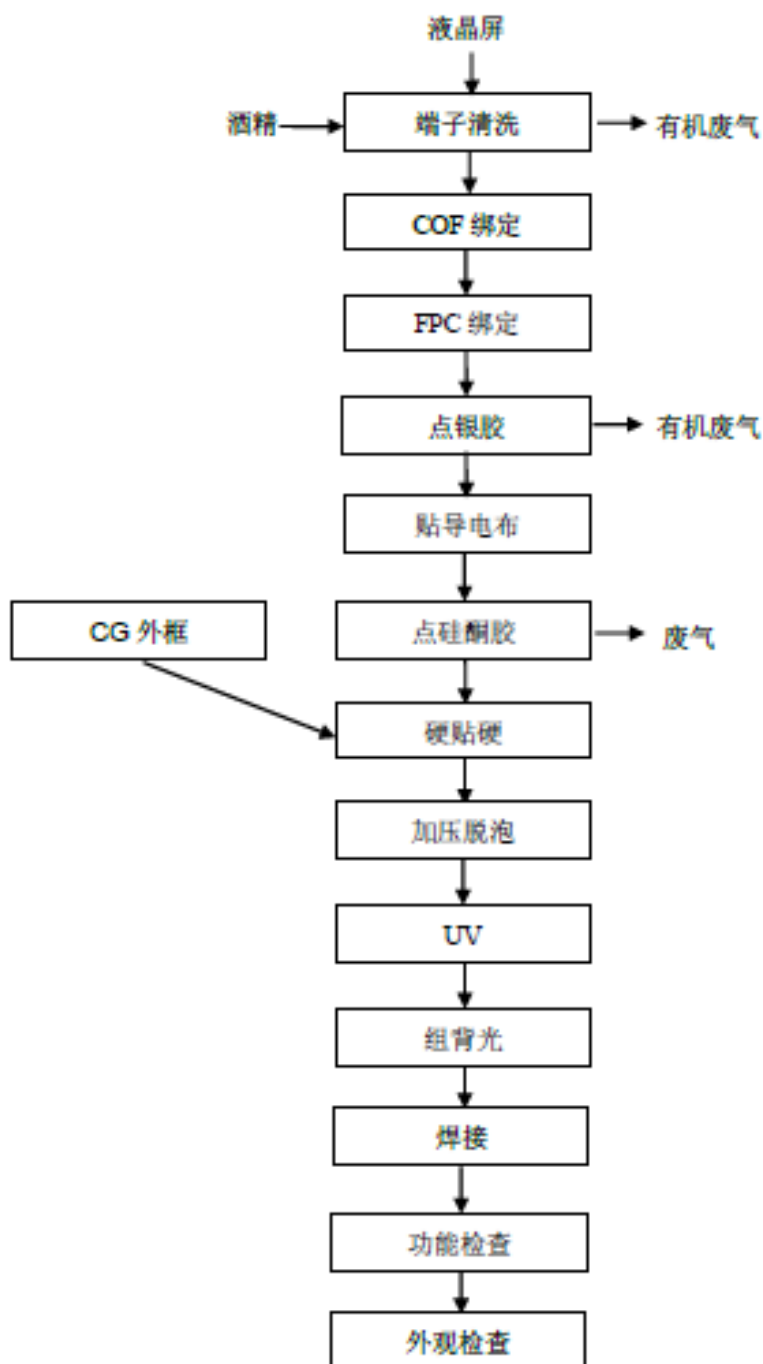 液晶屏
酒精
端子清洗
有机废气
COF 绑定
FPC 绑定
点银胶
有机废气
贴导电布
CG 外框
点硅酮胶
废气
硬贴硬
加压脱泡
UV
组背光
焊接
功能检查
外观检查